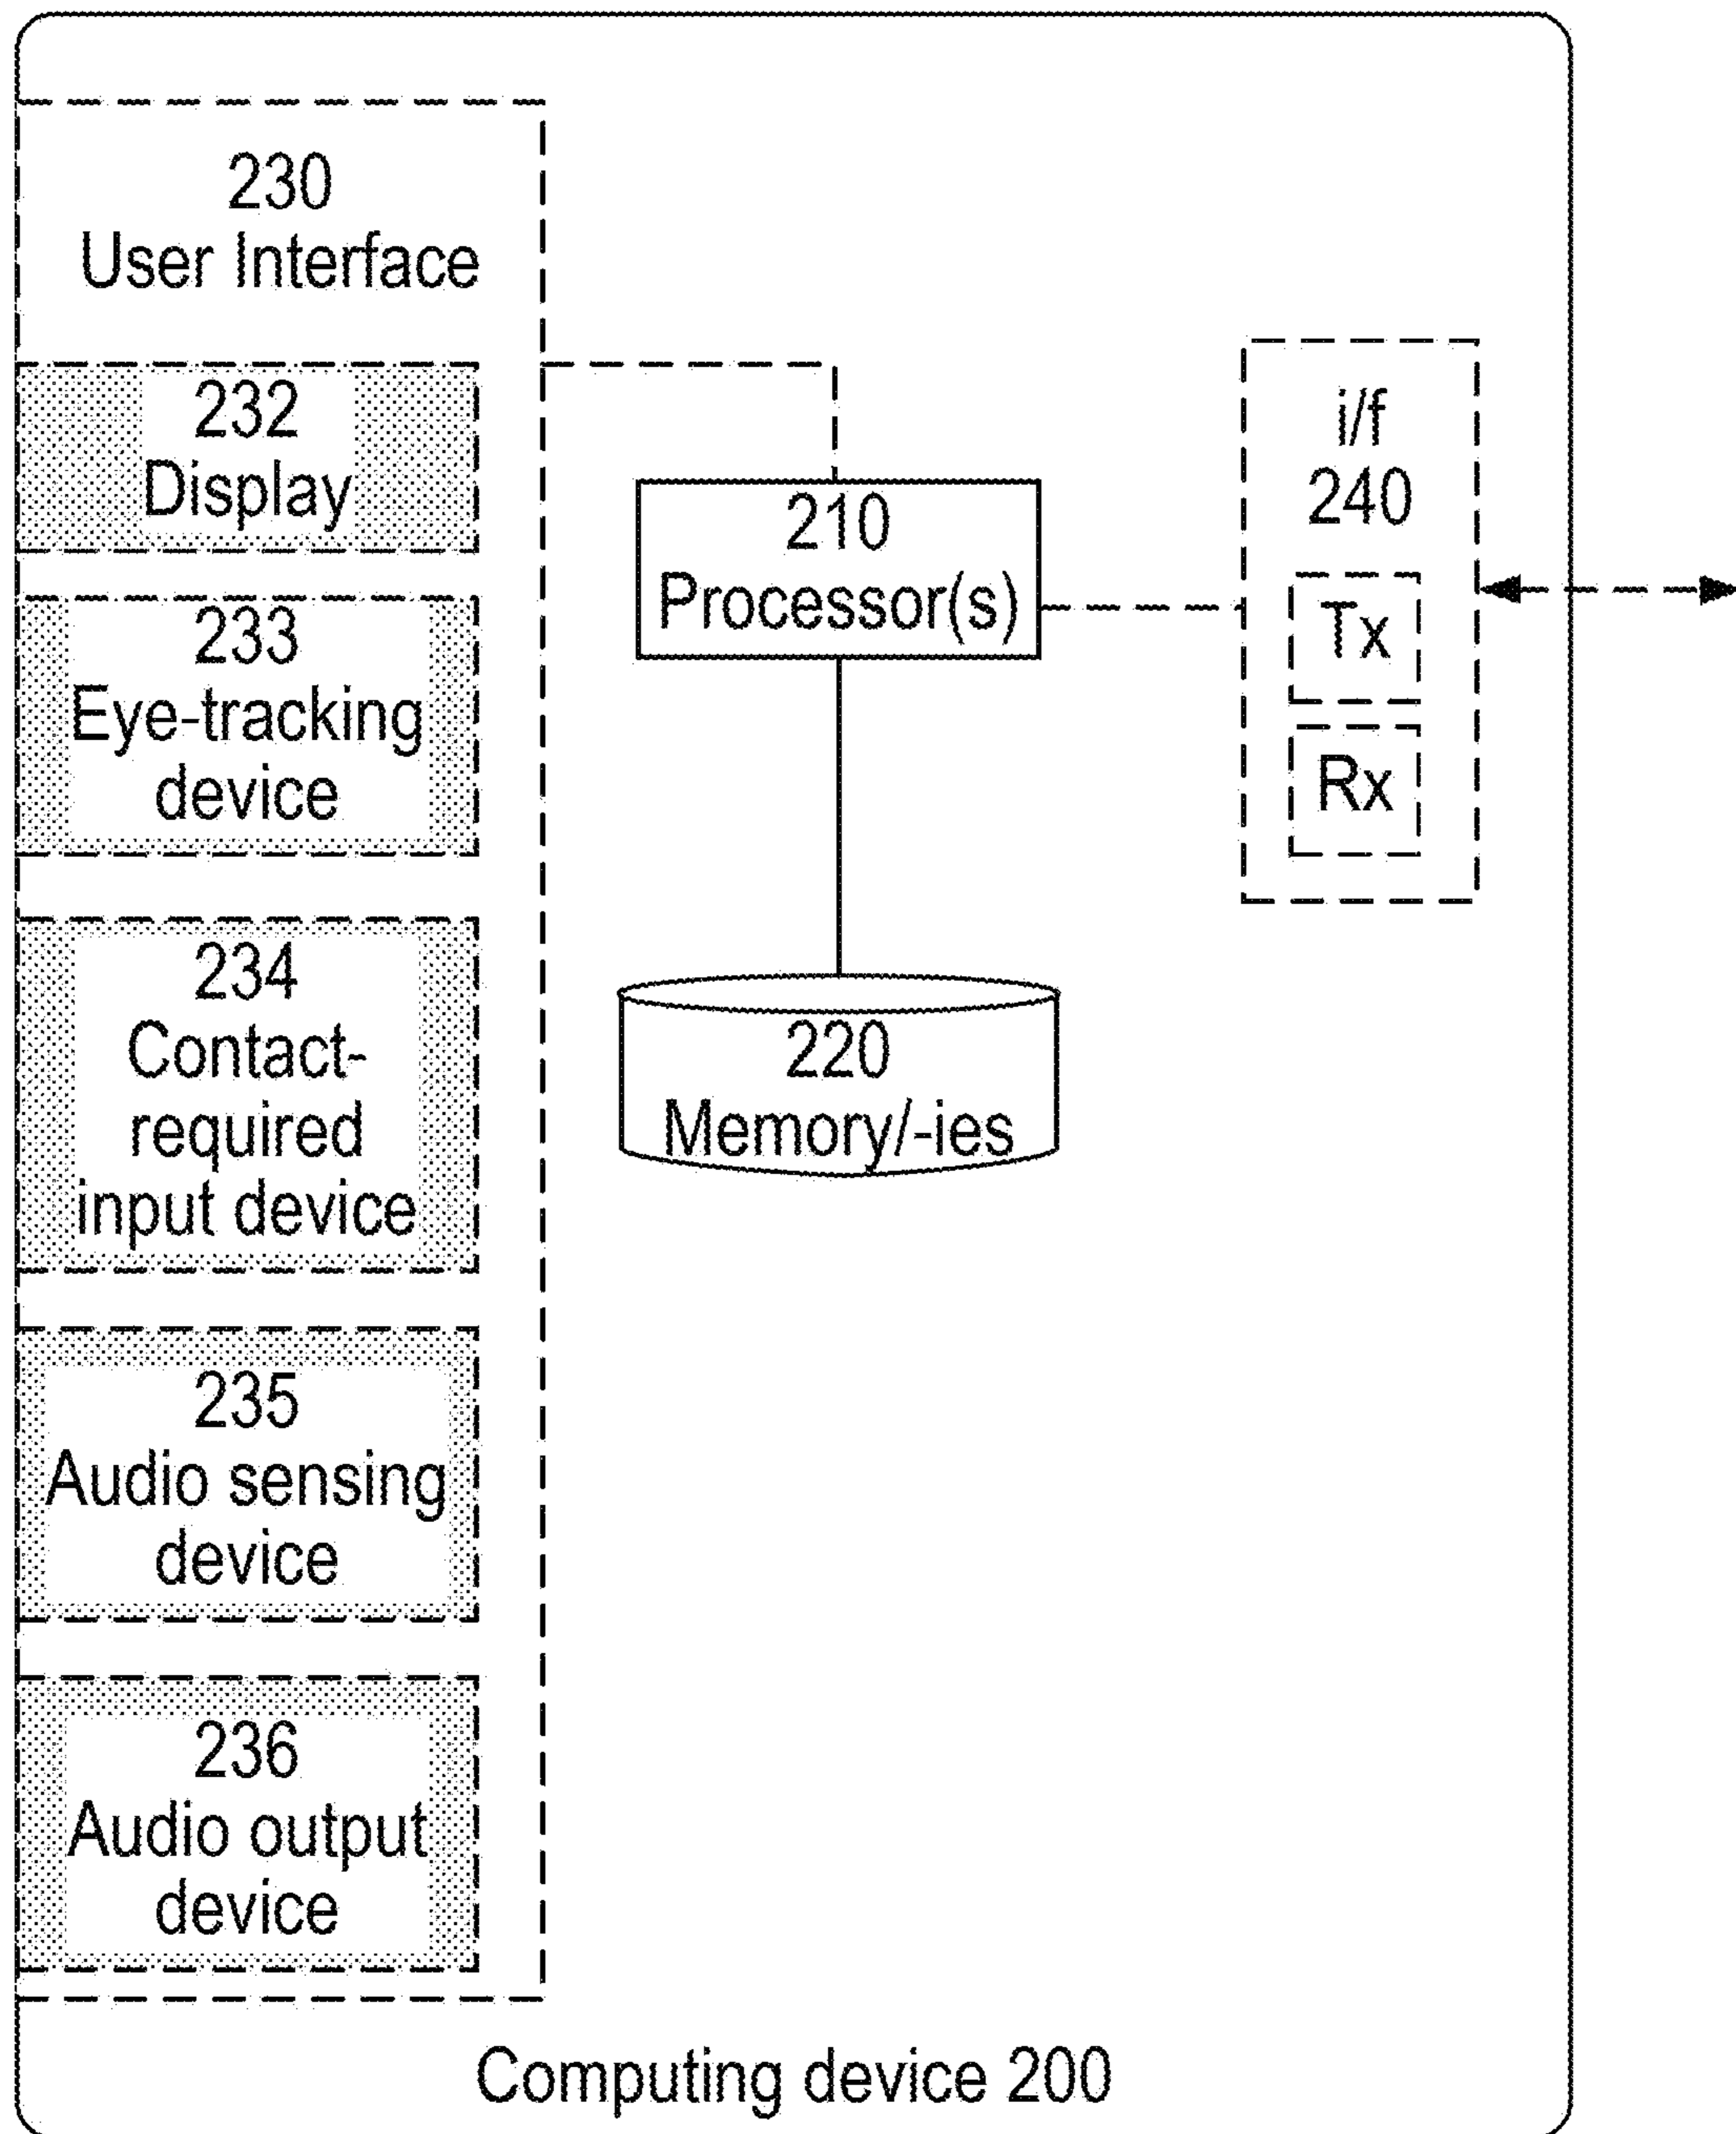 230
User Interface
232
Display
233
Eye-tracking
device
234
Contact-
required
input device
235
Audio sensing
device
236
Audio output
device
210
Processor(s)
220
Memory/-ies
i/f
240
Tx
Rx
Computing device 200